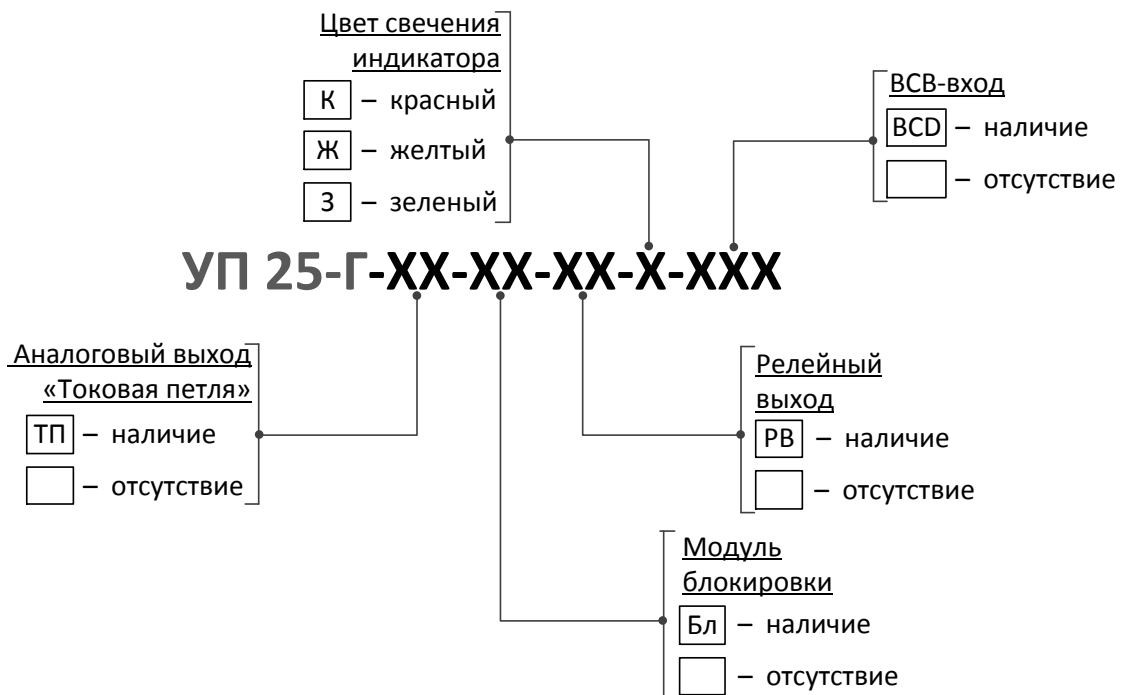 Цвет свечения
индикатора
К – красный
Ж – желтый
З – зеленый
ВСВ-вход
BCD – наличие
– отсутствие
УП 25-Г-ХХ-ХХ-ХХ-Х-ХХХ
Аналоговый выход
«Токовая петля»
ТП – наличие
– отсутствие
Релейный
выход
РВ – наличие
– отсутствие
Модуль
блокировки
Бл – наличие
– отсутствие